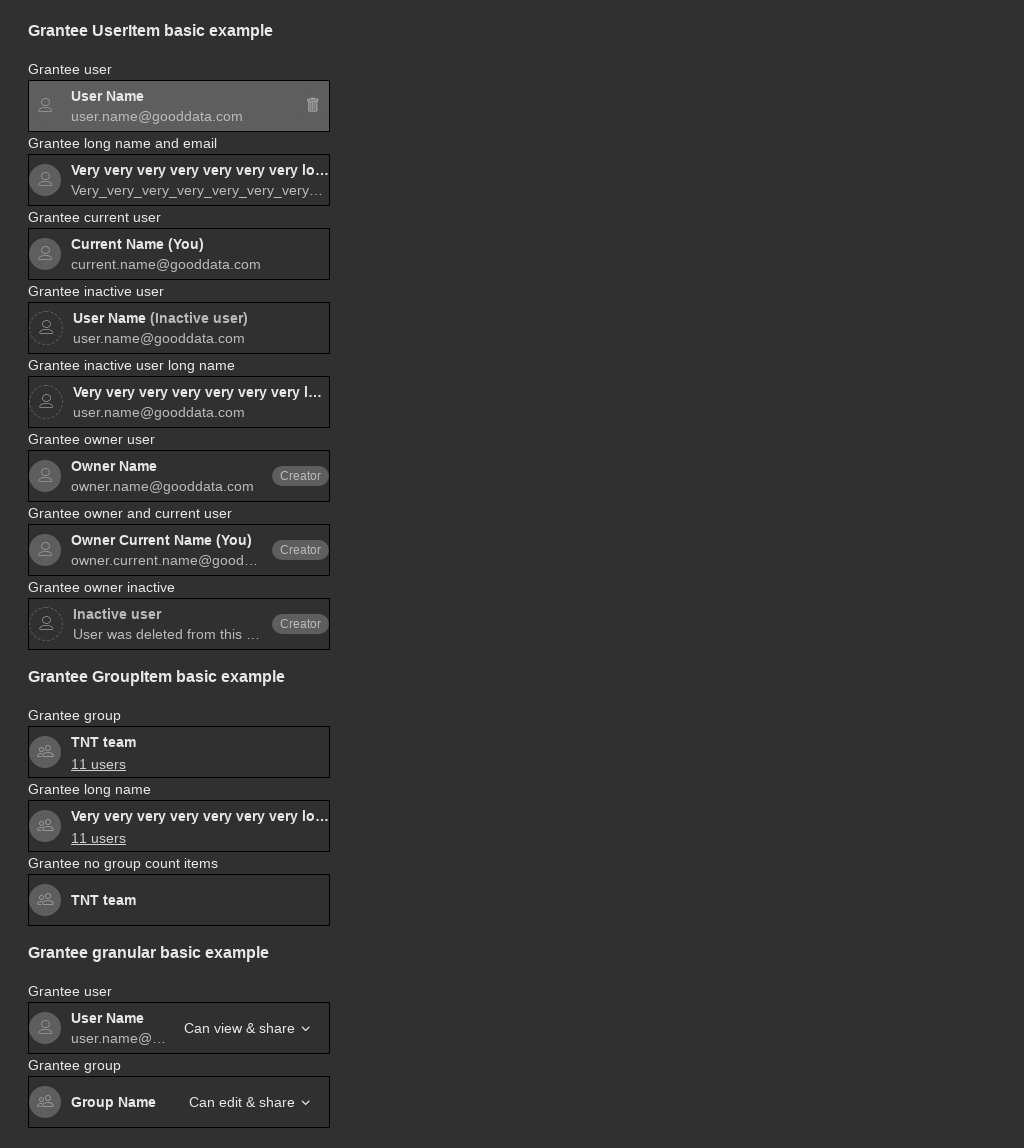 Grantee UserItem basic example
Grantee user
User Name
user.name@gooddata.com
Grantee long name and email
Very very very very very very very lo…
Very_very_very_very_very_very_very…
Grantee current user
Current Name (You)
current.name@gooddata.com
Grantee inactive user
User Name (Inactive user)
user.name@gooddata.com
Grantee inactive user long name
Very very very very very very very l…
user.name@gooddata.com
Grantee owner user
Owner Name
owner.name@gooddata.com
Creator
Grantee owner and current user
Owner Current Name (You)
owner.current.name@good…
Creator
Grantee owner inactive
Inactive user
User was deleted from this …
Creator
Grantee GroupItem basic example
Grantee group
TNT team
11 users
Grantee long name
Very very very very very very very lo…
11 users
Grantee no group count items
TNT team
Grantee granular basic example
Grantee user
User Name
user.name@…
Can view & share
Grantee group
Group Name
Can edit & share